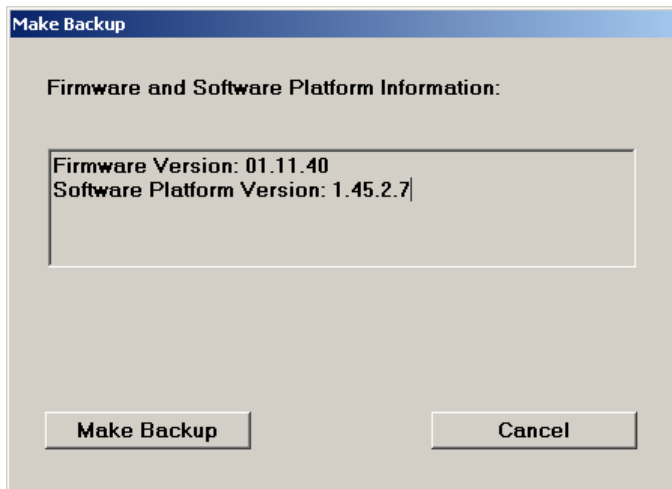 Make Backup
Firmware and Software Platform Information:
Firmware Version: 01.11.40
Software Platform Version: 1.45.2.7
Make Backup
Cancel